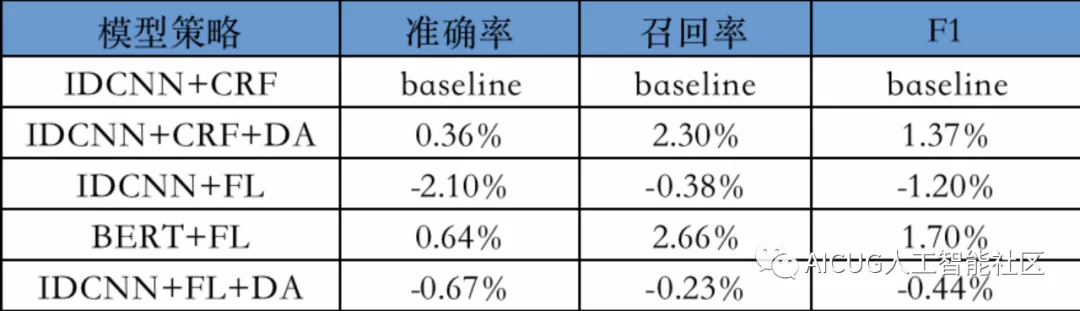 模型策略 准确率 召回率 F1
IDCNN+CRF baseline baseline baseline
IDCNN+CRF+DA 0.36% 2.30% 1.37%
IDCNN+FL -2.10% -0.38% -1.20%
BERT+FL 0.64% 2.66% 1.70%
AICUG人工智能社区
IDCNN+FL+DA -0.67% -0.23% -0.44%